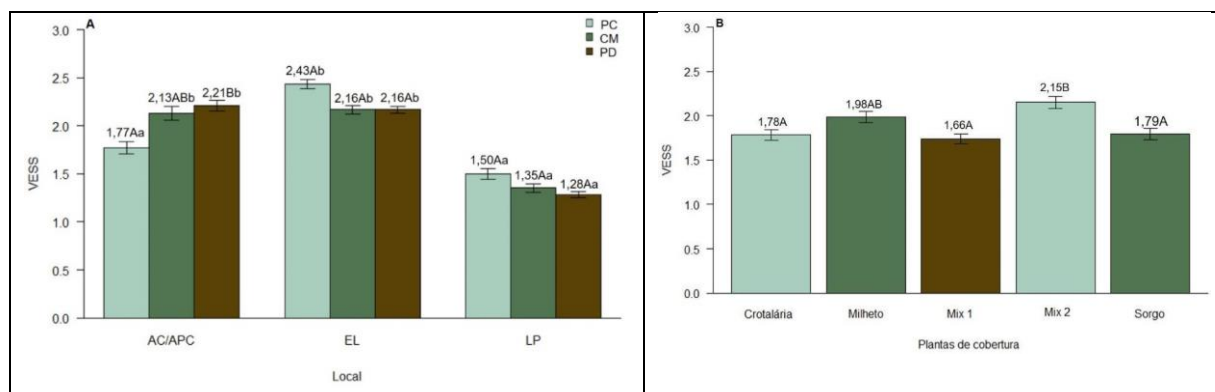 A
PC
CM
PD
VESS
3.0
2.5
2.0
1.5
1.0
0.5
0.0
1,77Aa
2,13ABb
2,21Bb
2,43Ab
2,16Ab
2,16Ab
1,50Aa
1,35Aa
1,28Aa
AC/APC
EL
LP
Local
B
VESS
3.0
2.5
2.0
1.5
1.0
0.5
0.0
1,78A
1,98AB
1,66A
2,15B
1,79A
Crotalária
Milheto
Mix 1
Mix 2
Sorgo
Plantas de cobertura